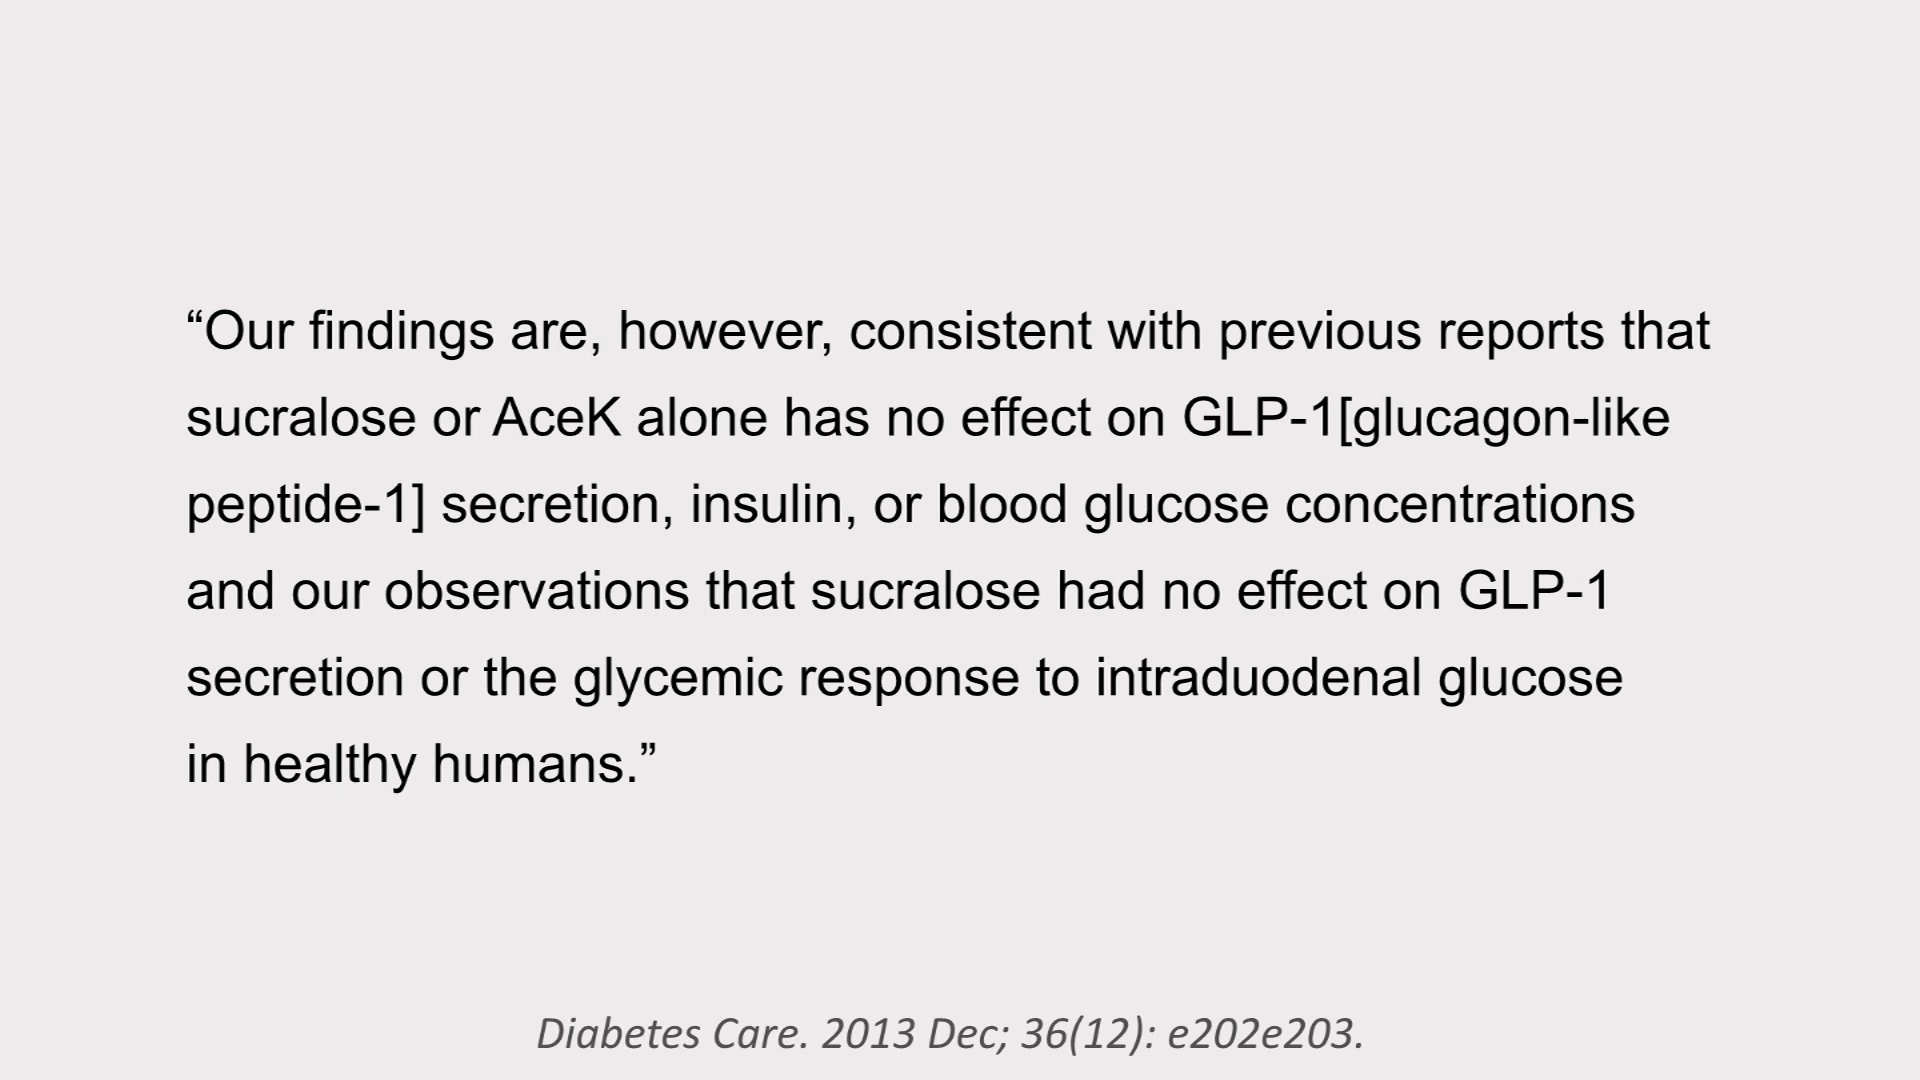 “Our findings are, however, consistent with previous reports that
sucralose or AceK alone has no effect on GLP-1[glucagon-like
peptide-1] secretion, insulin, or blood glucose concentrations
and our observations that sucralose had no effect on GLP-1
secretion or the glycemic response to intraduodenal glucose
in healthy humans.”
Diabetes Care. 2013 Dec; 36(12): e202e203.